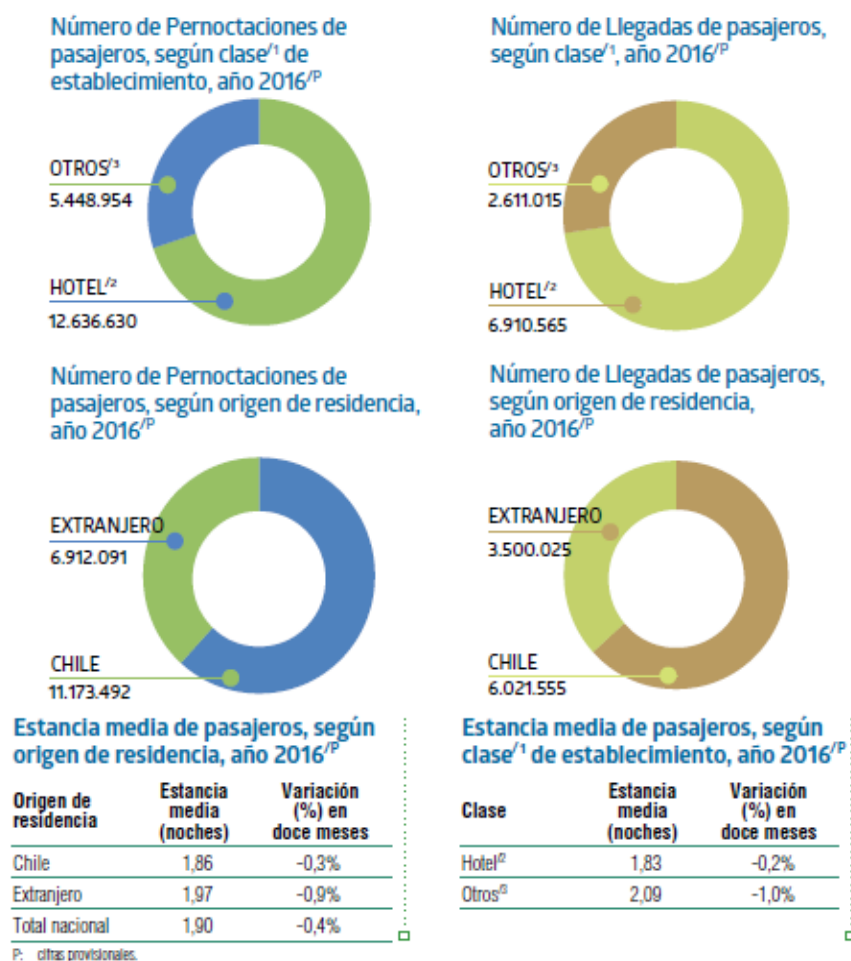 Número de Pernoctaciones de
pasajeros, según clase/¹ de
establecimiento, año 2016/P
OTROS/³
5.448.954
HOTEL/²
12.636.630
Número de Llegadas de pasajeros,
según clase/¹, año 2016/P
OTROS/³
2.611.015
HOTEL/²
6.910.565
Número de Pernoctaciones de
pasajeros, según origen de residencia,
año 2016/P
EXTRANJERO
6.912.091
CHILE
11.173.492
Número de Llegadas de pasajeros,
según origen de residencia,
año 2016/P
EXTRANJERO
3.500.025
CHILE
6.021.555
Estancia media de pasajeros, según
origen de residencia, año 2016/P
Origen de residencia Estancia media (noches) Variación (%) en doce meses
Chile 1,86 -0,3%
Extranjero 1,97 -0,9%
Total nacional 1,90 -0,4%
P: cifras provisionales.
Estancia media de pasajeros, según
clase/¹ de establecimiento, año 2016/P
Clase Estancia media (noches) Variación (%) en doce meses
Hotel/² 1,83 -0,2%
Otros/³ 2,09 -1,0%